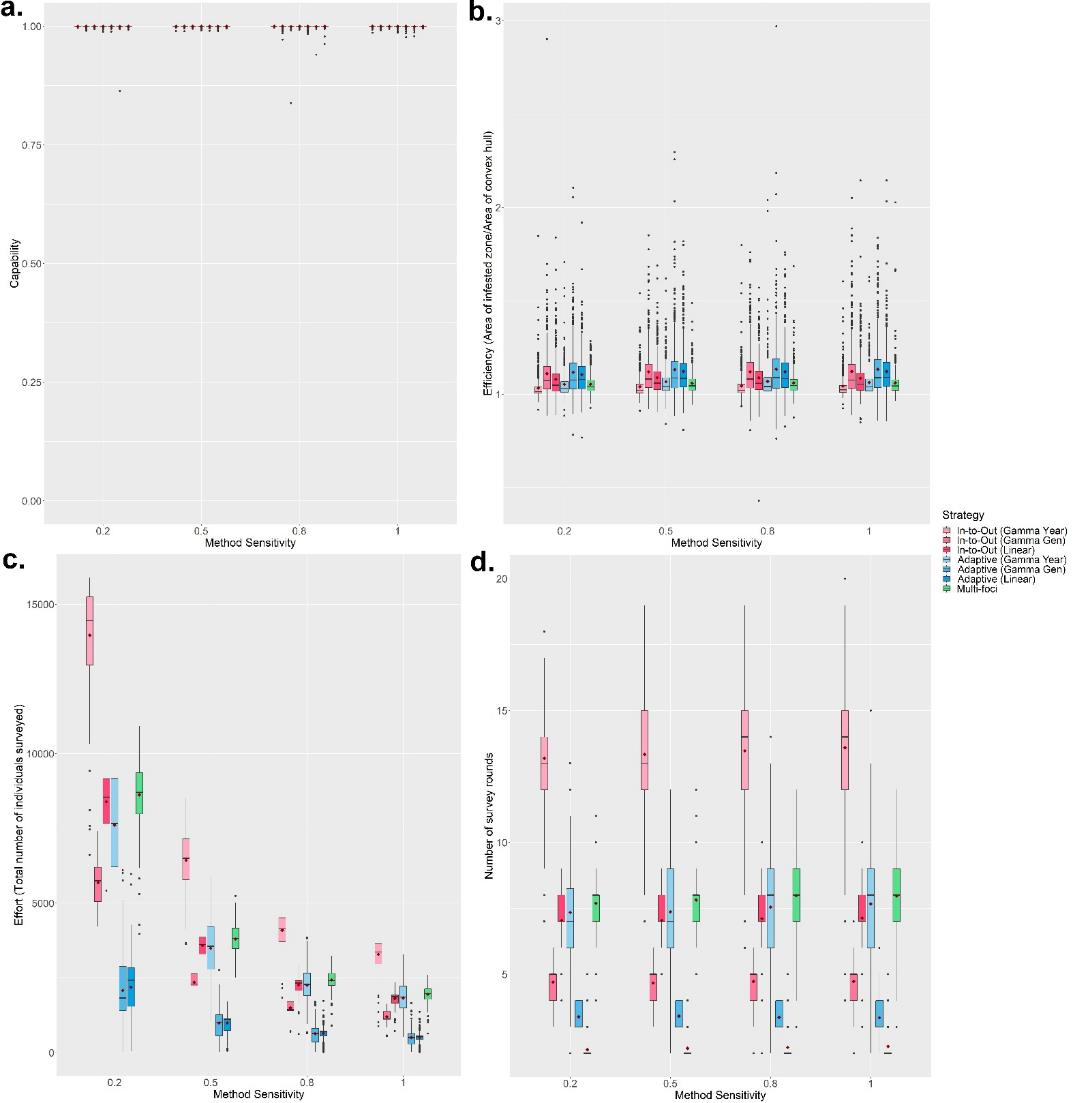 a.
1.00
0.75
0.50
0.25
0.00
Capability
0.2 0.5 0.8 1
Method Sensitivity
b.
3
2
1
Efficiency (Area of infested zone/Area of convex hull)
0.2 0.5 0.8 1
Method Sensitivity
c.
15000
10000
5000
0
Effort (Total number of individuals surveyed)
0.2 0.5 0.8 1
Method Sensitivity
d.
20
15
10
5
Number of survey rounds
0.2 0.5 0.8 1
Method Sensitivity
Strategy
In-to-Out (Gamma Year)
In-to-Out (Gamma Gen)
In-to-Out (Linear)
Adaptive (Gamma Year)
Adaptive (Gamma Gen)
Adaptive (Linear)
Multi-foci